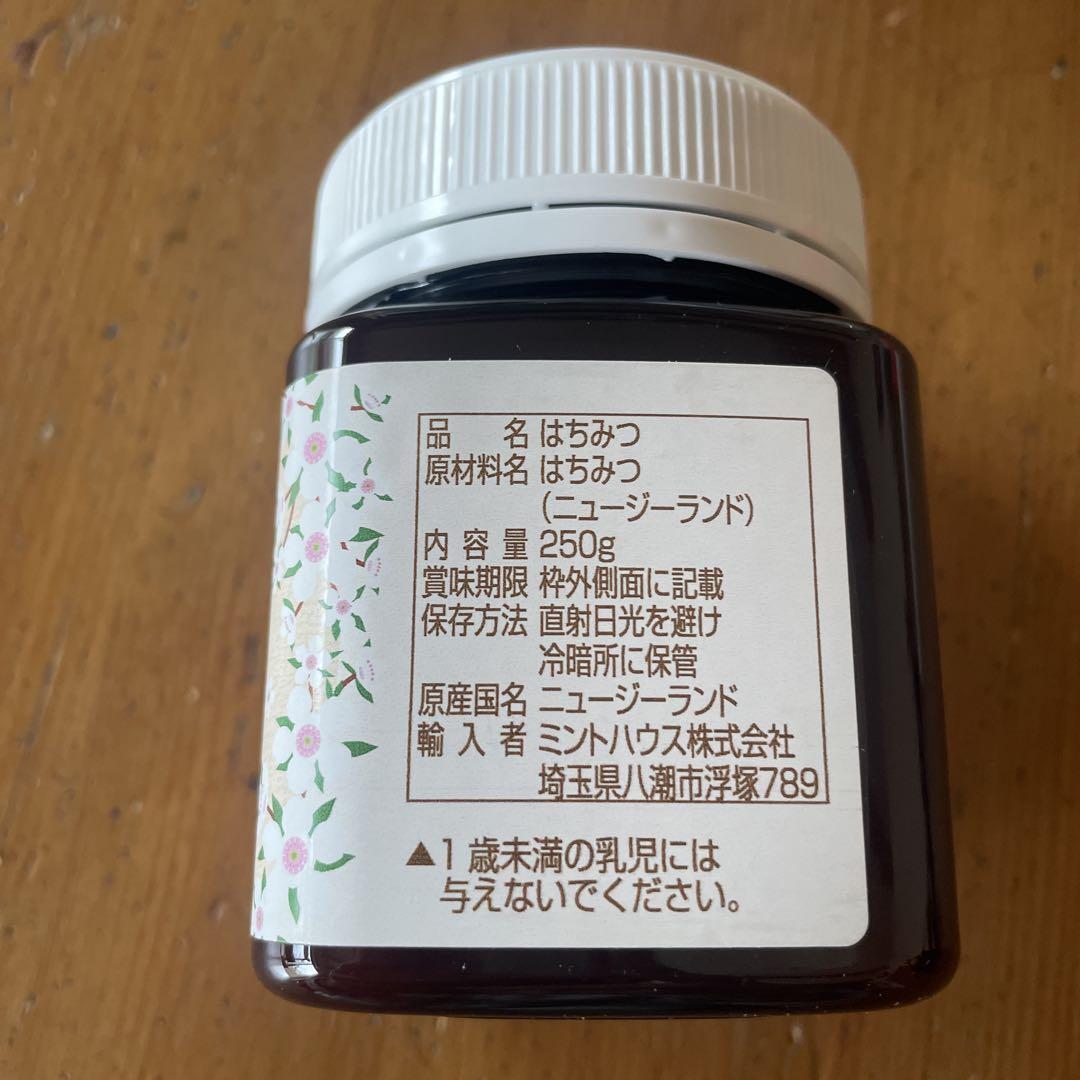 品名 はちみつ
原材料名 はちみつ
(ニュージーランド)
内容量 250g
賞味期限 枠外側面に記載
保存方法 直射日光を避け
冷暗所に保管
原産国名 ニュージーランド
輸入者 ミントハウス株式会社
埼玉県八潮市浮塚789
▲1歳未満の乳児には
与えないでください。